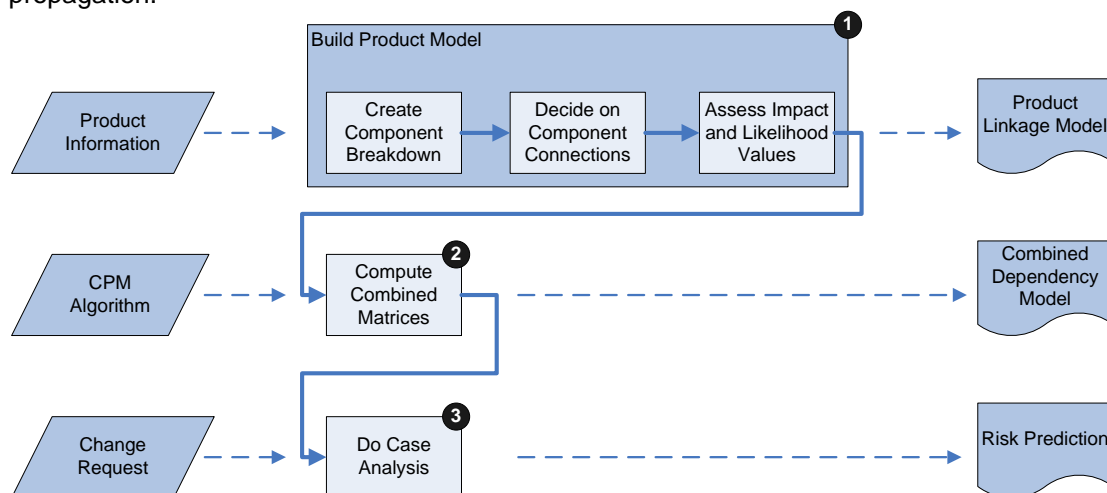 propagation.
1
Build Product Model
Product
Information
Create
Component
Breakdown
Decide on
Component
Connections
Assess Impact
and Likelihood
Values
Product
Linkage Model
2
CPM
Algorithm
Compute
Combined
Matrices
Combined
Dependency
Model
3
Change
Request
Do Case
Analysis
Risk Prediction